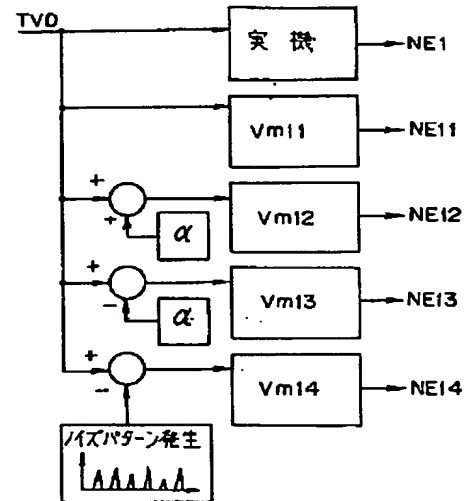 TVO
実機
NE1
Vm11
NE11
+
+
α
Vm12
NE12
+
-
α
Vm13
NE13
+
-
Vm14
NE14
ノイズパターン発生